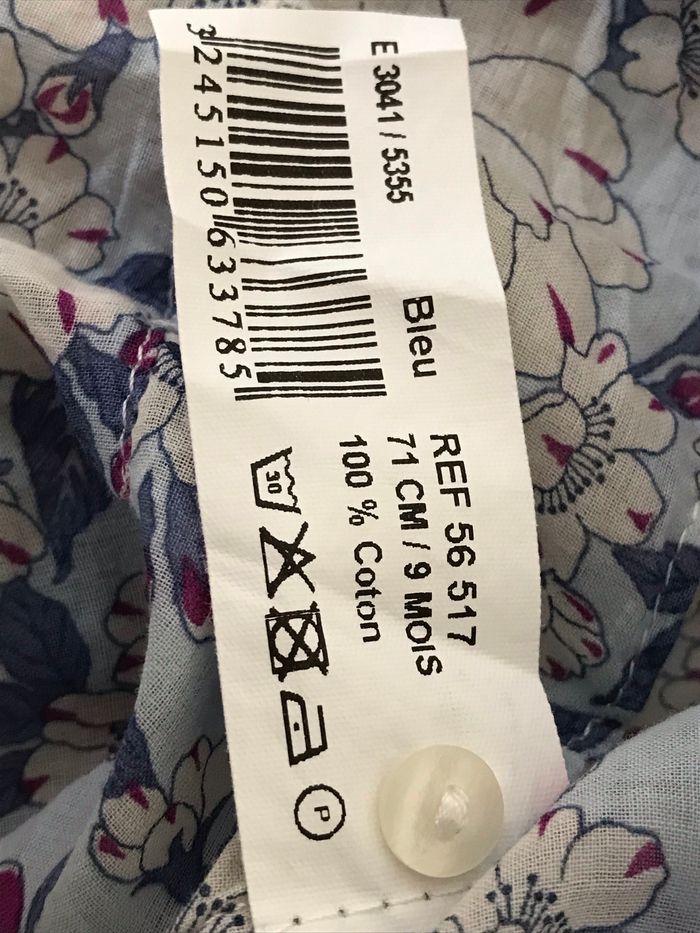 E 3041 / 5355
3245150633785
Bleu
REF 56 517
71 CM / 9 MOIS
100 % Coton
30
P